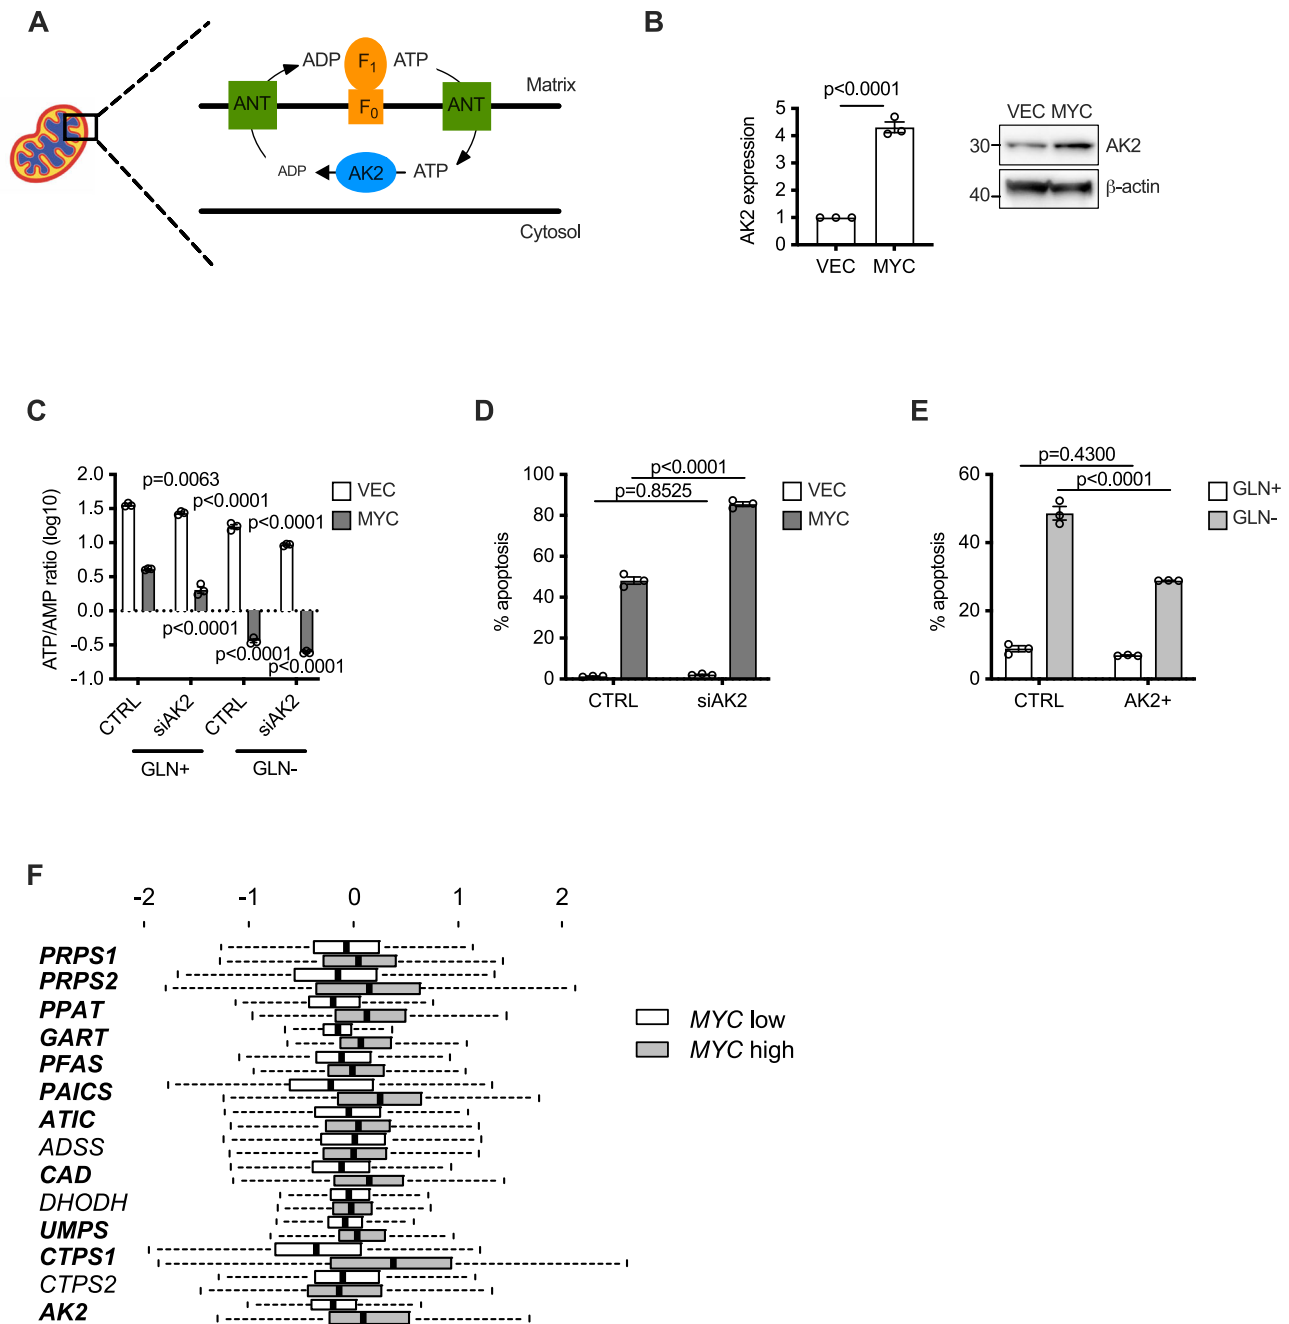 A
ADP
F1
ATP
Matrix
ANT
F0
ANT
ADP
AK2
ATP
Cytosol
B
p<0.0001
AK2 expression
5
4
3
2
1
0
VEC
MYC
VEC MYC
30
AK2
40
β-actin
C
ATP/AMP ratio (log10)
2.0
1.5
1.0
0.5
0.0
-0.5
-1.0
p=0.0063
p<0.0001
p<0.0001
p<0.0001
p<0.0001
p<0.0001
VEC
MYC
CTRL
siAK2
CTRL
siAK2
GLN+
GLN-
D
% apoptosis
100
80
60
40
20
0
p<0.0001
p=0.8525
VEC
MYC
CTRL
siAK2
E
% apoptosis
60
40
20
0
p=0.4300
p<0.0001
GLN+
GLN-
CTRL
AK2+
F
-2 -1 0 1 2
PRPS1
PRPS2
PPAT
GART
PFAS
PAICS
ATIC
ADSS
CAD
DHODH
UMPS
CTPS1
CTPS2
AK2
MYC low
MYC high